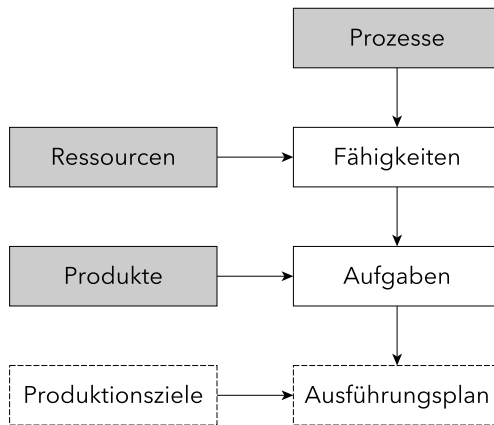 Prozesse
Ressourcen
Fähigkeiten
Produkte
Aufgaben
Produktionsziele
Ausführungsplan